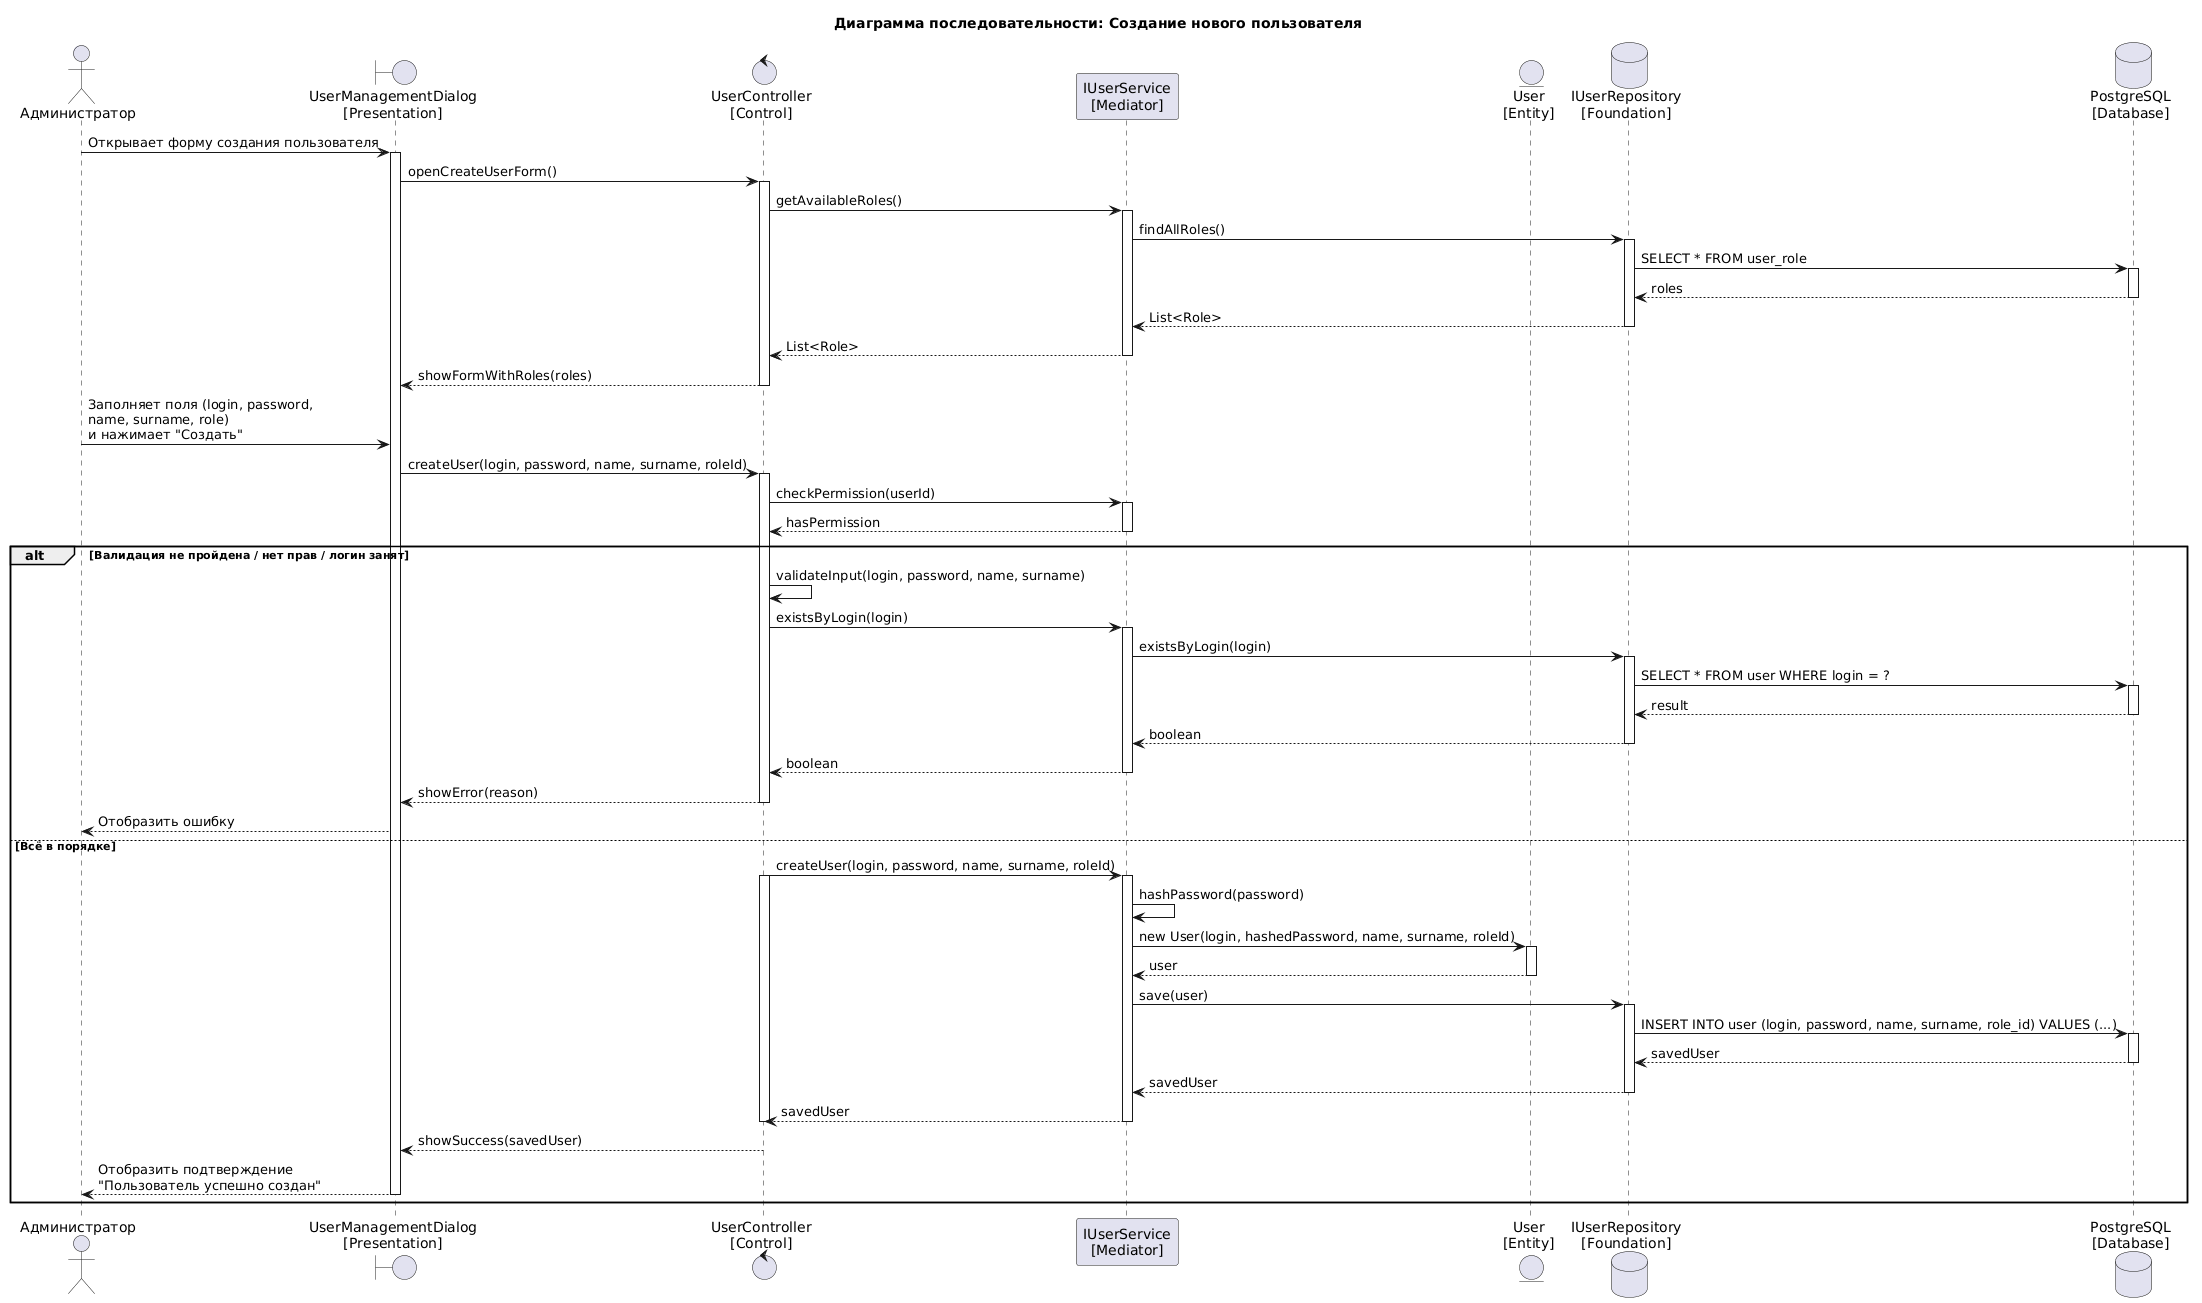 Диаграмма последовательности: Создание нового пользователя
Администратор
UserManagementDialog
[Presentation]
UserController
[Control]
IUserService
[Mediator]
User
[Entity]
IUserRepository
[Foundation]
PostgreSQL
[Database]
Открывает форму создания пользователя
openCreateUserForm()
getAvailableRoles()
findAllRoles()
SELECT * FROM user_role
roles
List<Role>
List<Role>
showFormWithRoles(roles)
Заполняет поля (login, password,
name, surname, role)
и нажимает "Создать"
createUser(login, password, name, surname, roleId)
checkPermission(userId)
hasPermission
alt
[Валидация не пройдена / нет прав / логин занят]
validateInput(login, password, name, surname)
existsByLogin(login)
existsByLogin(login)
SELECT * FROM user WHERE login = ?
result
boolean
boolean
showError(reason)
Отобразить ошибку
[Всё в порядке]
createUser(login, password, name, surname, roleId)
hashPassword(password)
new User(login, hashedPassword, name, surname, roleId)
user
save(user)
INSERT INTO user (login, password, name, surname, role_id) VALUES (...)
savedUser
savedUser
savedUser
showSuccess(savedUser)
Отобразить подтверждение
"Пользователь успешно создан"
Администратор
UserManagementDialog
[Presentation]
UserController
[Control]
IUserService
[Mediator]
User
[Entity]
IUserRepository
[Foundation]
PostgreSQL
[Database]